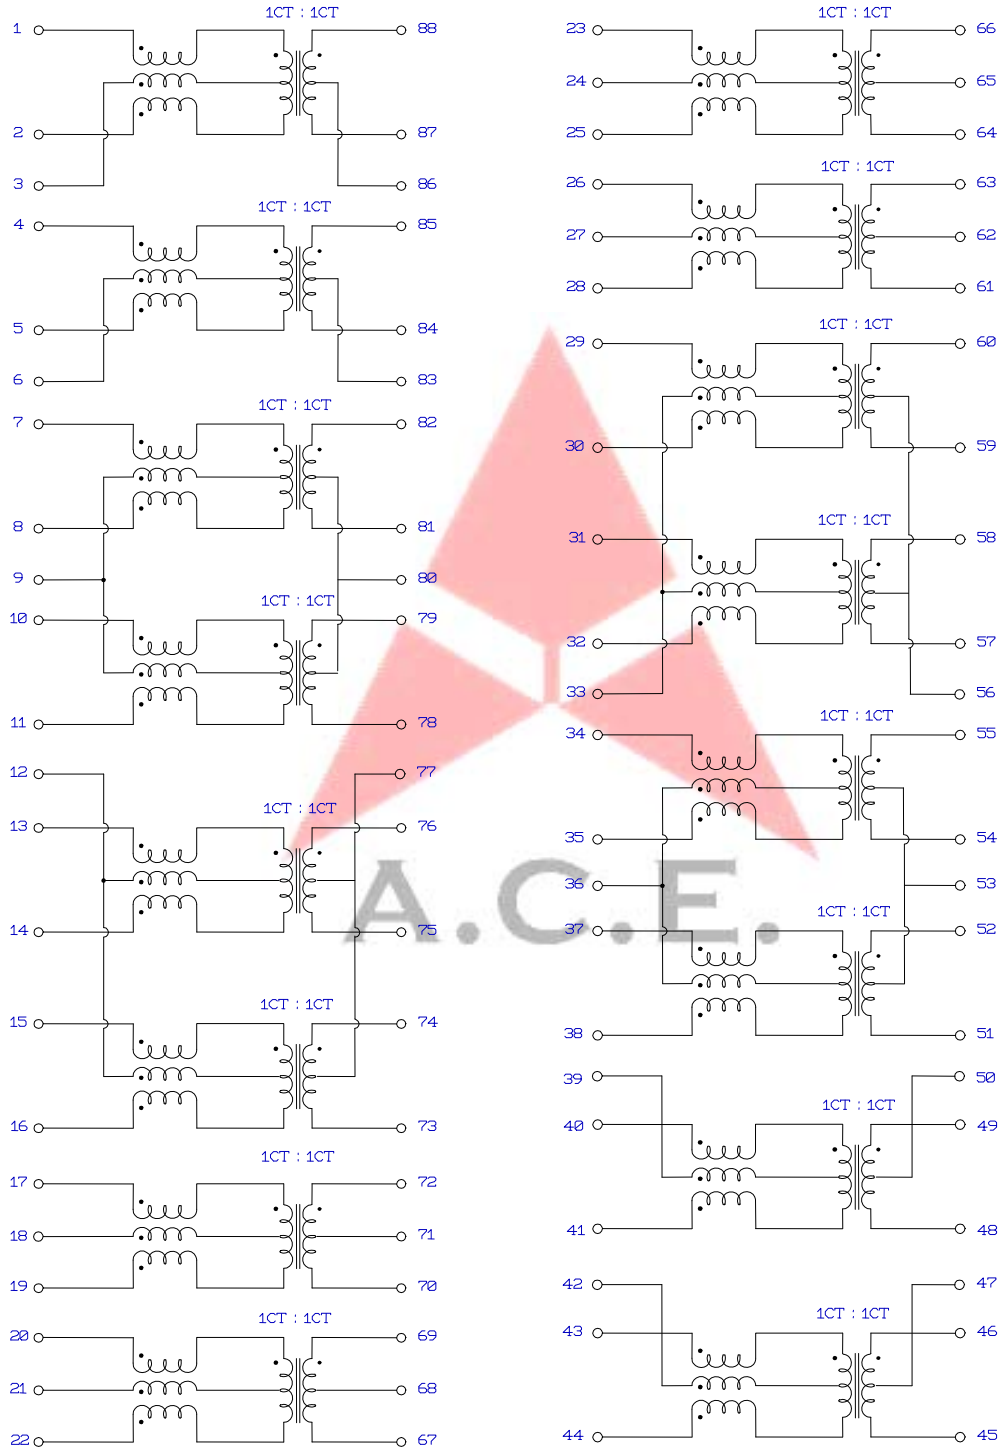 1CT : 1CT
1 88
2 87
3 86
1CT : 1CT
4 85
5 84
6 83
1CT : 1CT
7 82
8 81
9 80
1CT : 1CT
10 79
11 78
12 77
1CT : 1CT
13 76
14 75
1CT : 1CT
15 74
16 73
1CT : 1CT
17 72
18 71
19 70
1CT : 1CT
20 69
21 68
22 67
1CT : 1CT
23 66
24 65
25 64
1CT : 1CT
26 63
27 62
28 61
1CT : 1CT
29 60
30 59
1CT : 1CT
31 58
32 57
33 56
1CT : 1CT
34 55
35 54
36 53
1CT : 1CT
37 52
38 51
39 50
1CT : 1CT
40 49
41 48
42 47
1CT : 1CT
43 46
44 45
A.C.E.